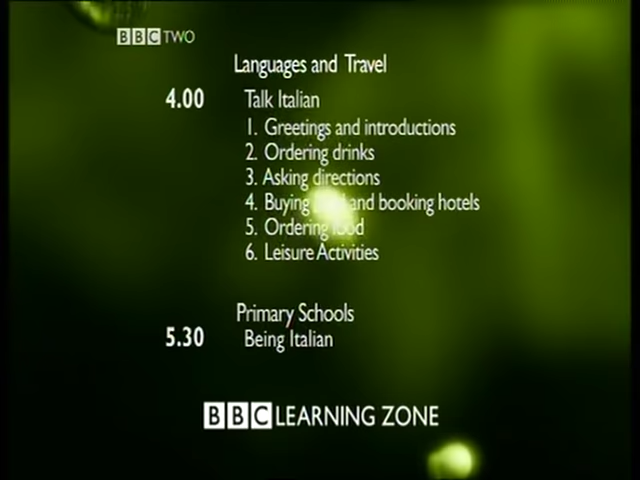 BBC TWO
Languages and Travel
4.00 Talk Italian
1. Greetings and introductions
2. Ordering drinks
3. Asking directions
4. Buying and booking hotels
5. Ordering food
6. Leisure Activities
Primary Schools
5.30 Being Italian
BBC LEARNING ZONE